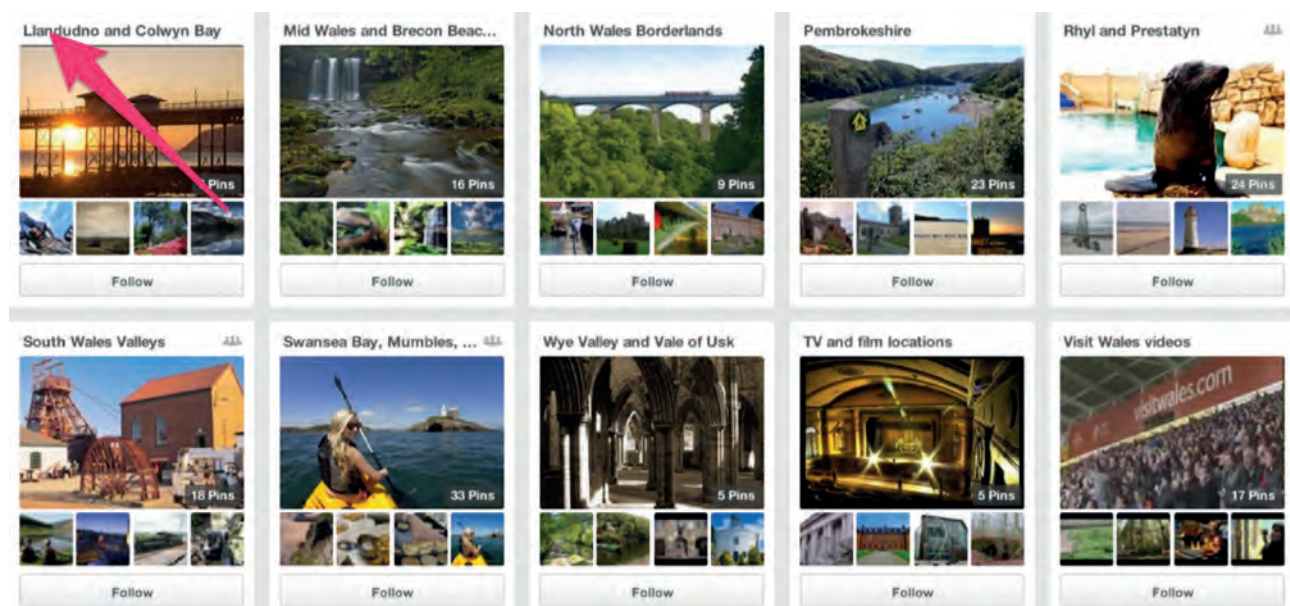 Llandudno and Colwyn Bay
Mid Wales and Brecon Beac...
North Wales Borderlands
Pembrokeshire
Rhyl and Prestatyn
Pins
16 Pins
9 Pins
23 Pins
24 Pins
Follow
Follow
Follow
Follow
Follow
South Wales Valleys
Swansea Bay, Mumbles, ...
Wye Valley and Vale of Usk
TV and film locations
Visit Wales videos
visitwales.com
18 Pins
33 Pins
5 Pins
5 Pins
17 Pins
Follow
Follow
Follow
Follow
Follow